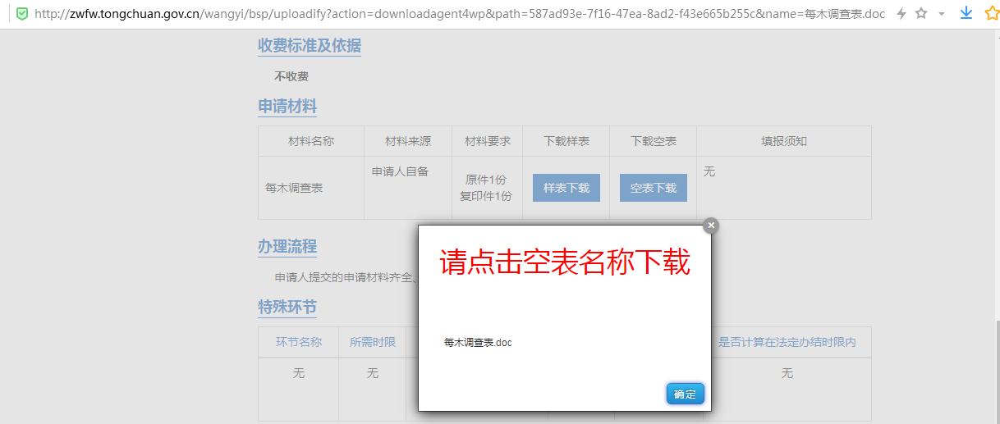 http://zwfw.tongchuan.gov.cn/wangyi/bsp/uploadify?action=downloadagent4wp&path=587ad93e-7f16-47ea-8ad2-f43e665b255c&name=每木调查表.doc
收费标准及依据
不收费
申请材料
材料名称 材料来源 材料要求 下载样表 下载空表 填报须知
每木调查表 申请人自备 原件1份 样表下载 空表下载 无
复印件1份
办理流程
申请人提交的申请材料齐全、
特殊环节
环节名称 所需时限 是否计算在法定办结时限内
无 无 无
请点击空表名称下载
每木调查表.doc
确定